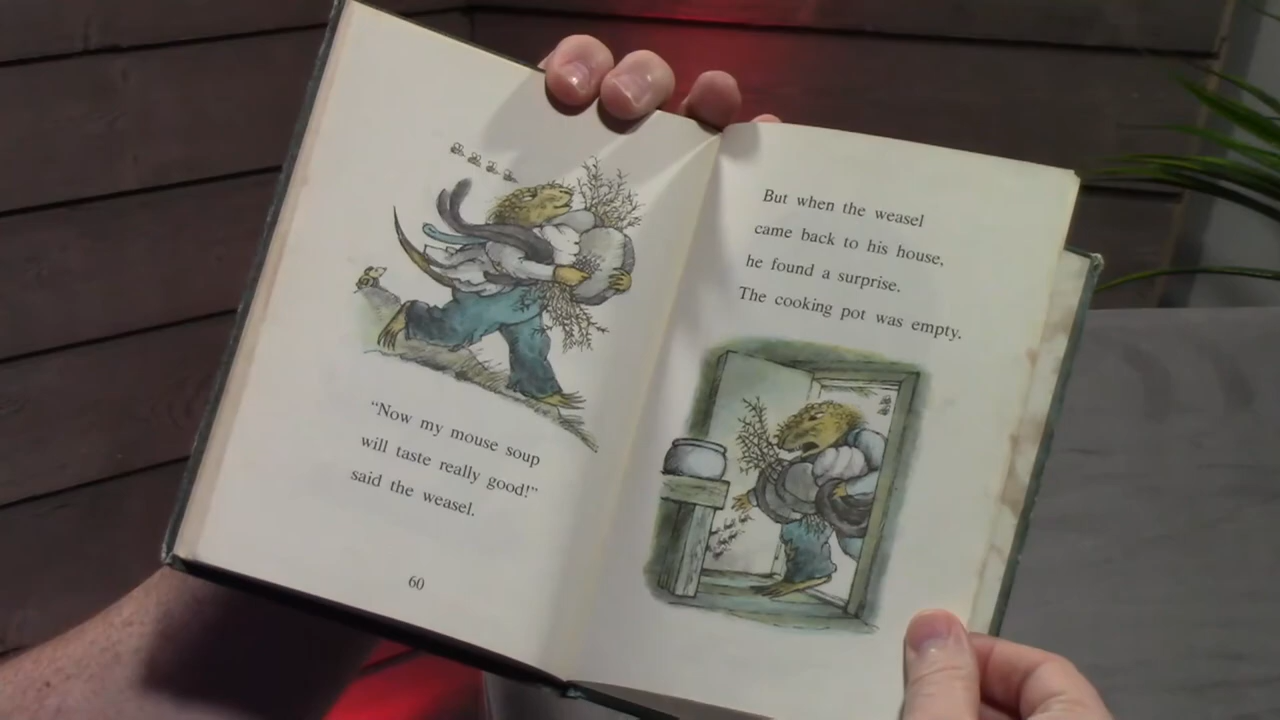 “Now my mouse soup
will taste really good!”
said the weasel.
60
But when the weasel
came back to his house,
he found a surprise.
The cooking pot was empty.